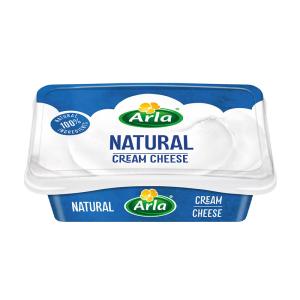 NATURAL
100%
INGREDIENTS
Arla
NATURAL
CREAM CHEESE
NATURAL
Arla
CREAM
CHEESE